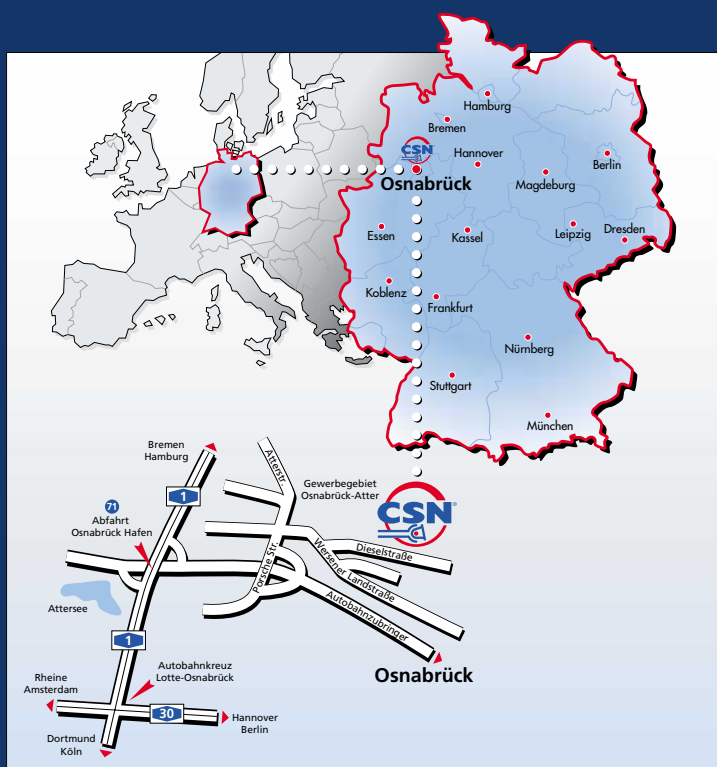 Hamburg
Bremen
CSN
Hannover
Berlin
Osnabrück
Magdeburg
Essen
Kassel
Leipzig
Dresden
Koblenz
Frankfurt
Nürnberg
Stuttgart
München
Bremen
Hamburg
Atterstr.
Gewerbegebiet
Osnabrück-Atter
1
71
Abfahrt
Osnabrück Hafen
CSN®
Dieselstraße
Wersener Landstraße
Porsche Str.
Attersee
Autobahnzubringer
1
Autobahnkreuz
Lotte-Osnabrück
Osnabrück
Rheine
Amsterdam
30
Hannover
Berlin
Dortmund
Köln